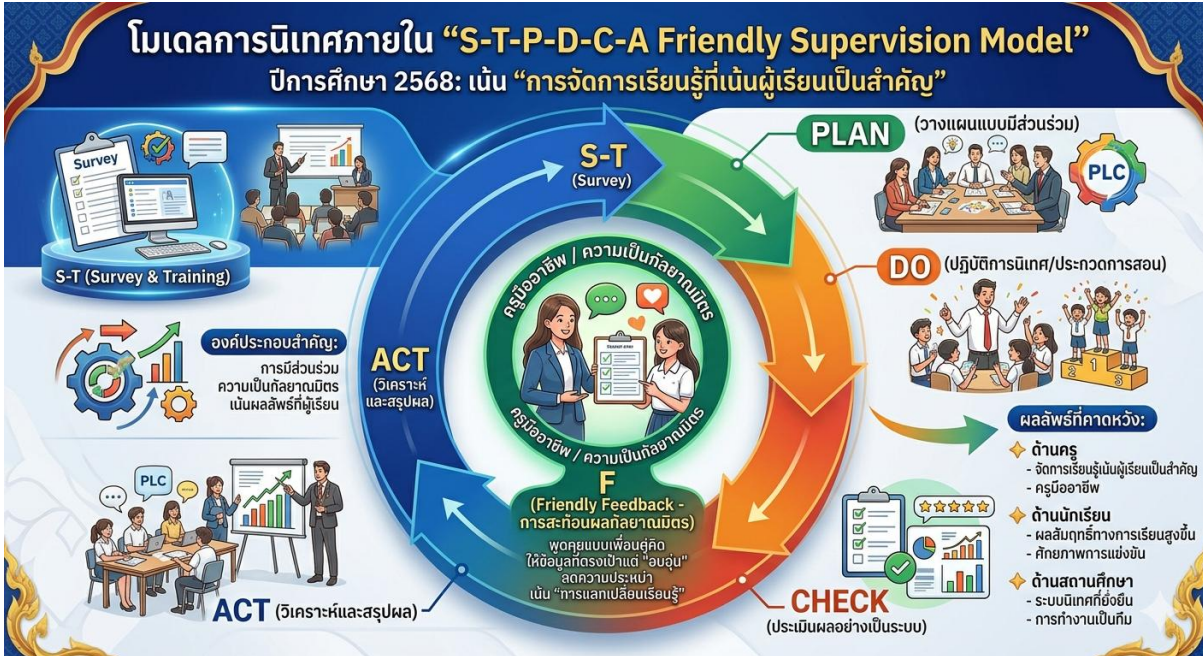 โมเดลการนิเทศภายใน “S-T-P-D-C-A Friendly Supervision Model”
ปีการศึกษา 2568: เน้น “การจัดการเรียนรู้ที่เน้นผู้เรียนเป็นสำคัญ”
Survey
S-T (Survey & Training)
S-T
(Survey)
PLAN (วางแผนแบบมีส่วนร่วม)
PLC
DO (ปฏิบัติการนิเทศ/ประกวดการสอน)
1
2
3
องค์ประกอบสำคัญ:
การมีส่วนร่วม
ความเป็นกัลยาณมิตร
เน้นผลลัพธ์ที่ผู้เรียน
ACT
(วิเคราะห์
และสรุปผล)
ครูมืออาชีพ / ความเป็นกัลยาณมิตร
ครูมืออาชีพ / ความเป็นกัลยาณมิตร
F
(Friendly Feedback -
การสะท้อนผลกัลยาณมิตร)
พูดคุยแบบเพื่อนคู่คิด
ให้ข้อมูลที่ตรงเป้าแต่ "อบอุ่น"
ลดความประหม่า
เน้น "การแลกเปลี่ยนเรียนรู้"
PLC
ACT (วิเคราะห์และสรุปผล)
CHECK
(ประเมินผลอย่างเป็นระบบ)
ผลลัพธ์ที่คาดหวัง:
ด้านครู
- จัดการเรียนรู้เน้นผู้เรียนเป็นสำคัญ
- ครูมืออาชีพ
ด้านนักเรียน
- ผลสัมฤทธิ์ทางการเรียนสูงขึ้น
- ศักยภาพการแข่งขัน
ด้านสถานศึกษา
- ระบบนิเทศที่ยั่งยืน
- การทำงานเป็นทีม